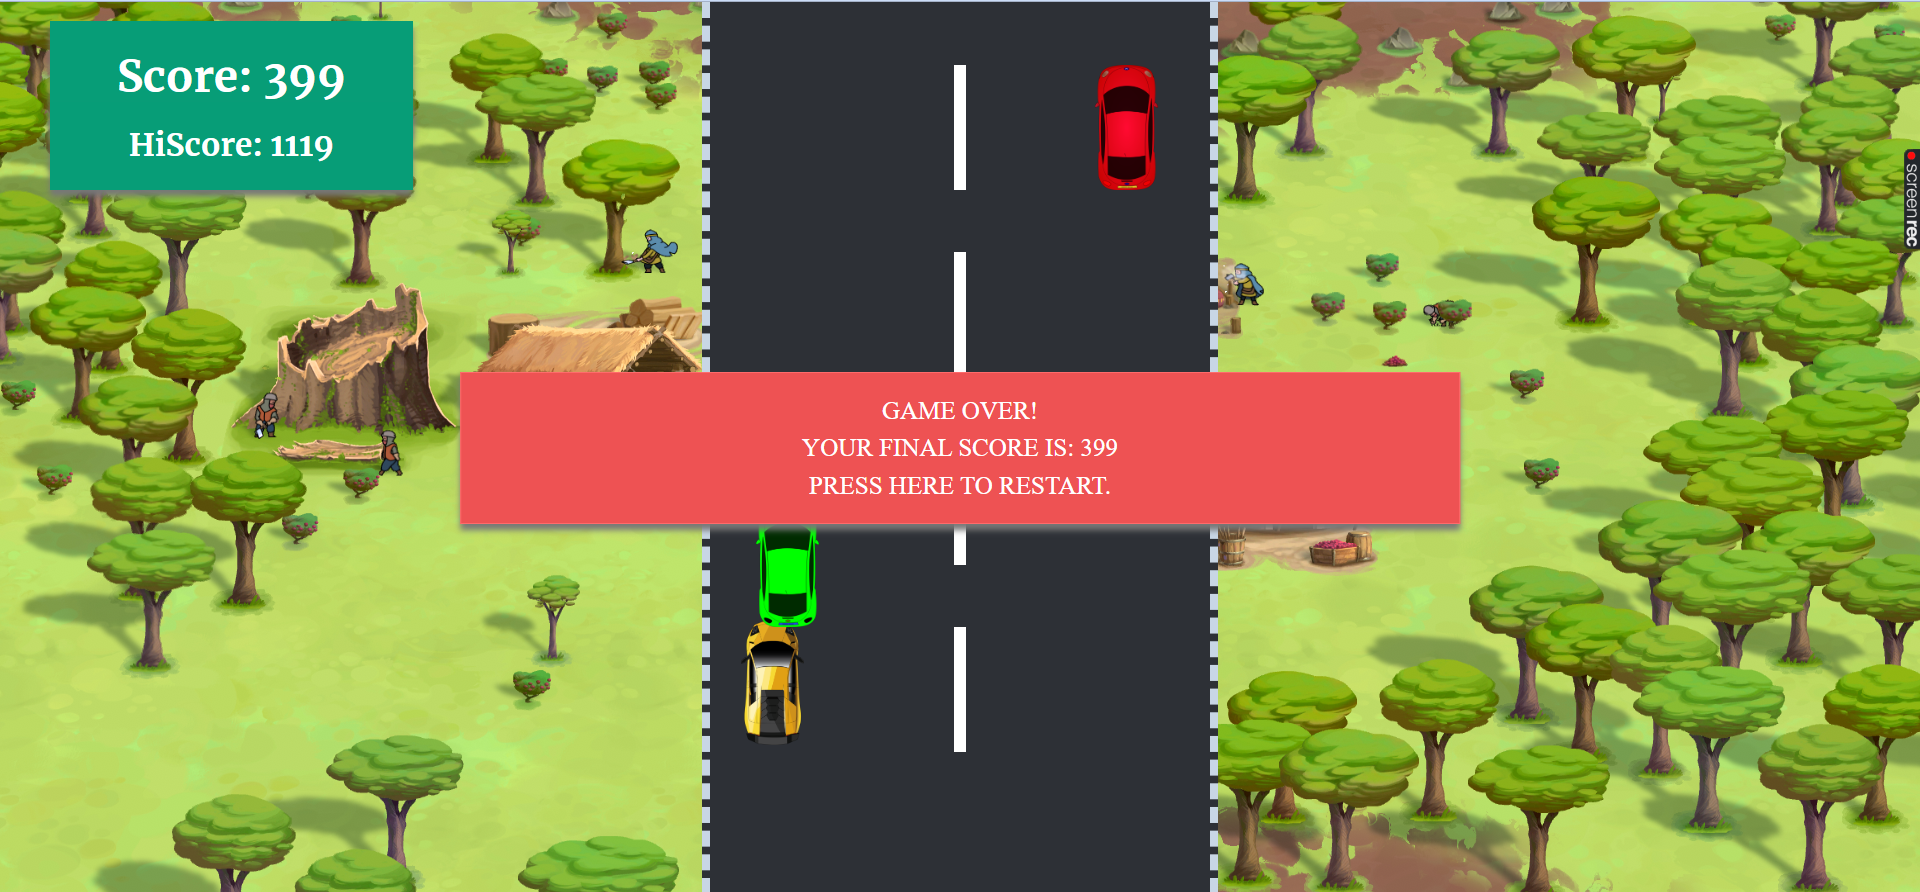 Score: 399
HiScore: 1119
screenrec
GAME OVER!
YOUR FINAL SCORE IS: 399
PRESS HERE TO RESTART.